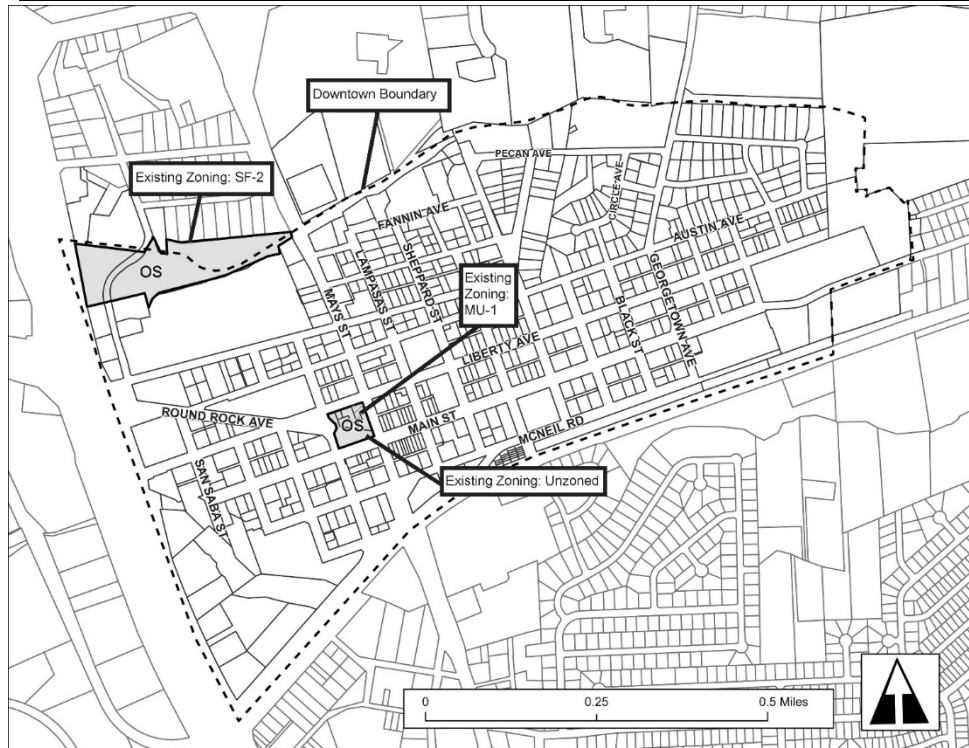 Downtown Boundary
PECAN AVE
Existing Zoning: SF-2
CIRCLE AVE
FANNIN AVE
AUSTIN AVE
SHEPPARD ST
LAMPASAS ST
OS
Existing
Zoning:
MU-1
GEORGETOWN AVE
MAYS ST
BLACK ST
LIBERTY AVE
ROUND ROCK AVE
OS
MAIN ST
MCNEIL RD
Existing Zoning: Unzoned
SAN SABA ST
0 0.25 0.5 Miles